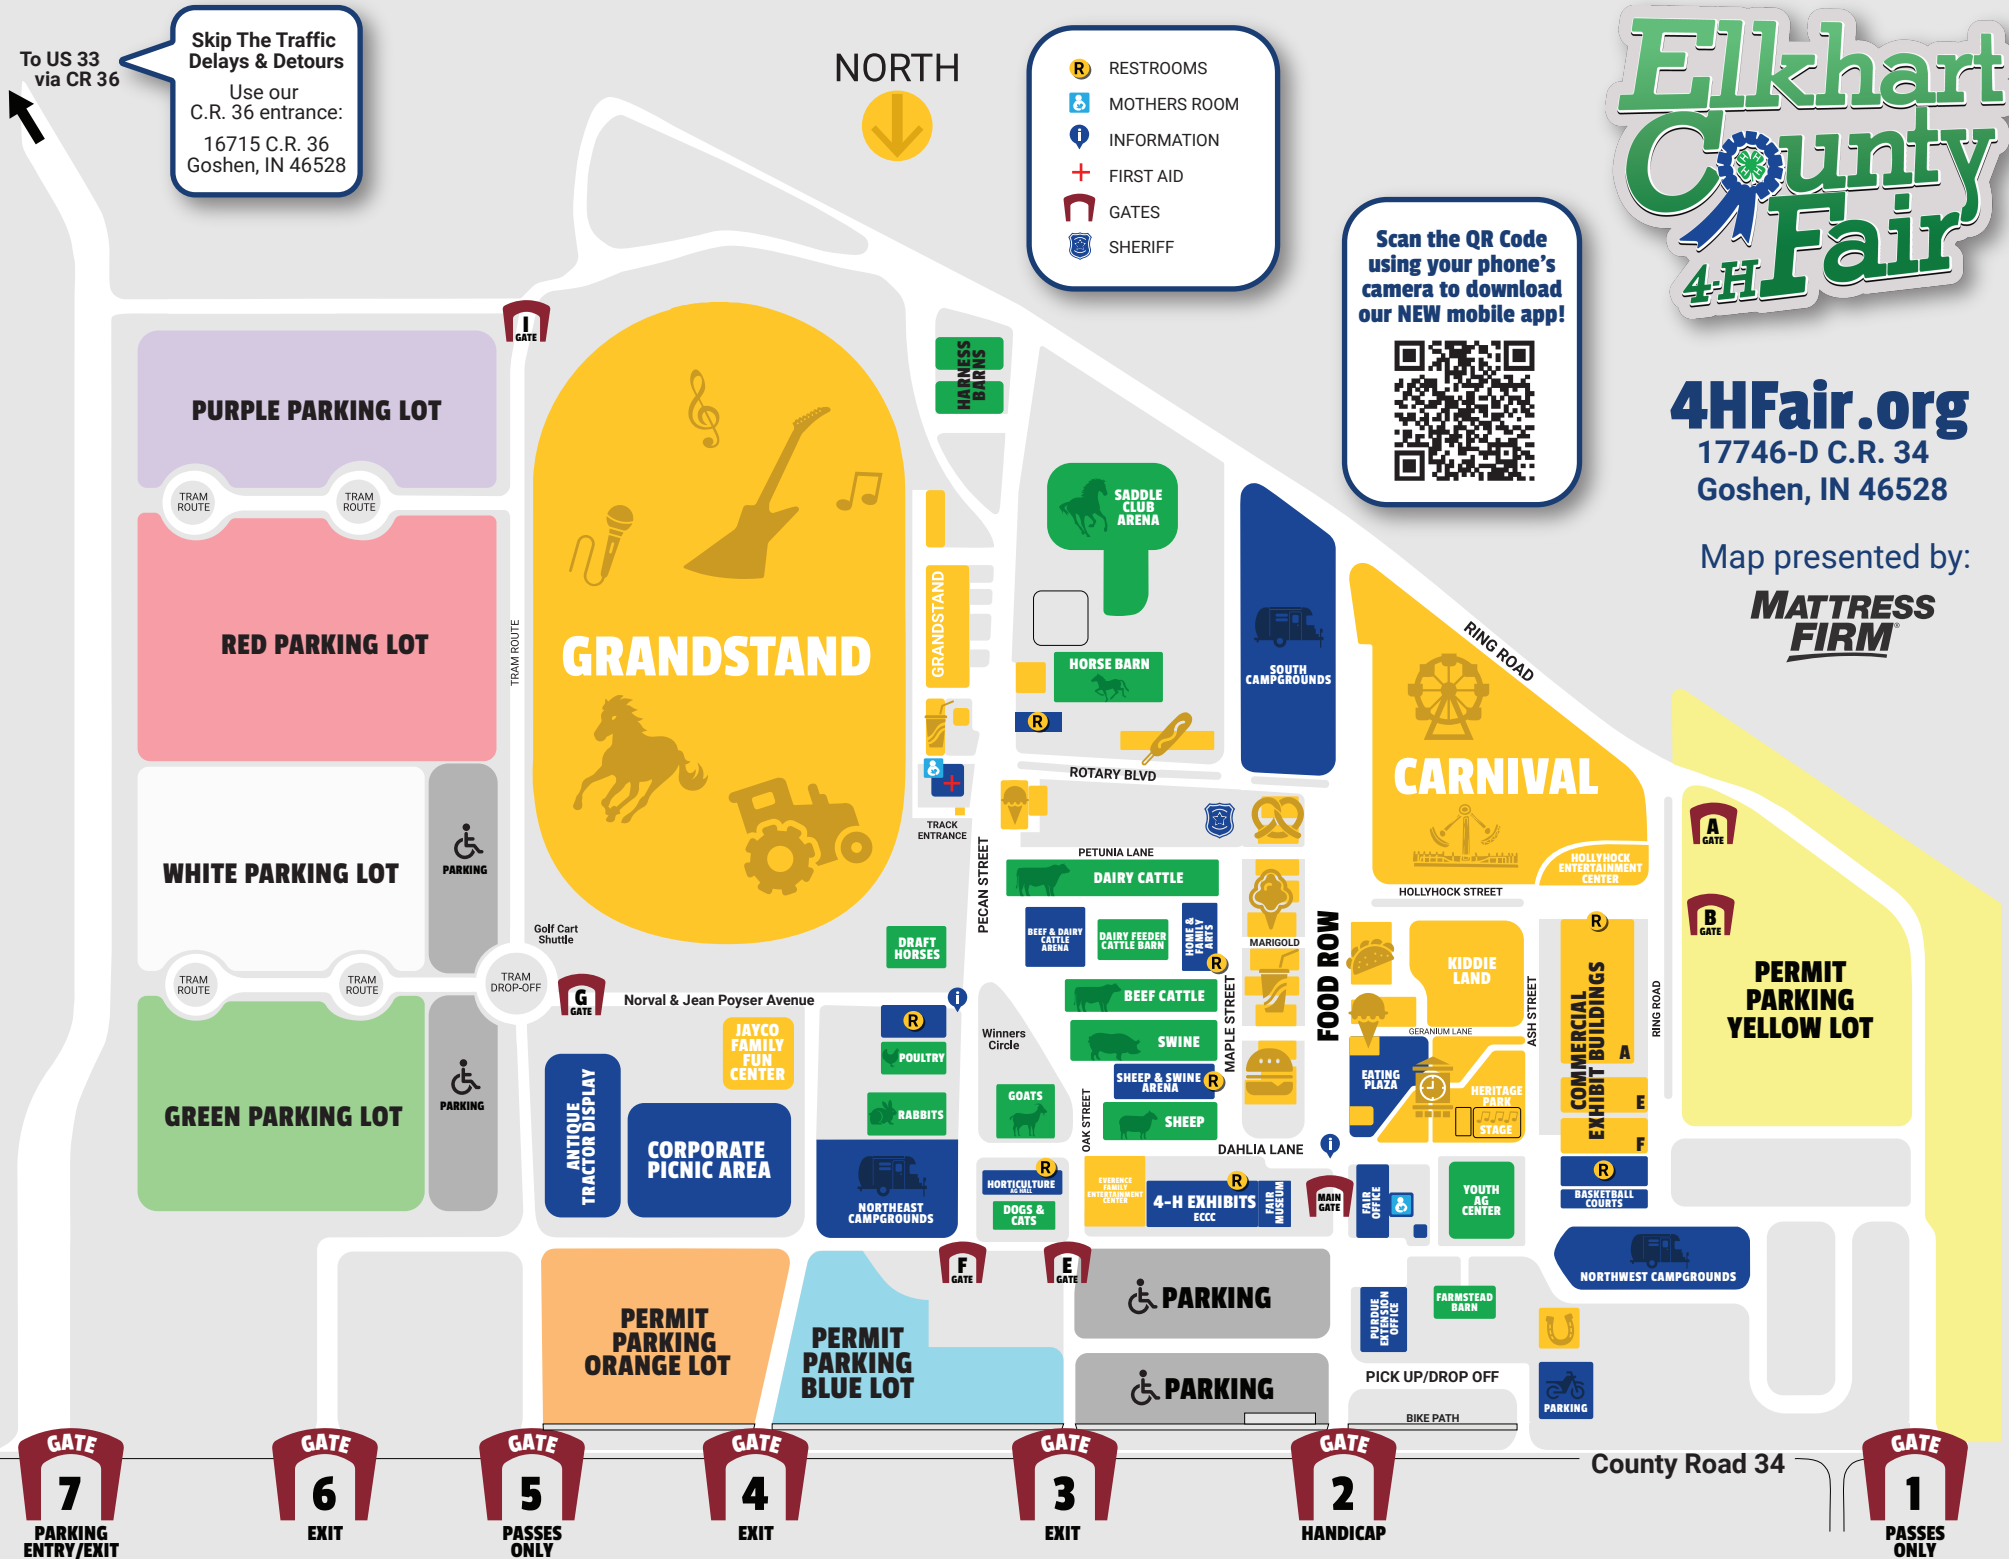 To US 33
via CR 36
Skip The Traffic
Delays & Detours
Use our
C.R. 36 entrance:
16715 C.R. 36
Goshen, IN 46528
NORTH
R RESTROOMS
MOTHERS ROOM
i INFORMATION
FIRST AID
GATES
SHERIFF
Scan the QR Code
using your phone's
camera to download
our NEW mobile app!
Elkhart
County
4-H Fair
4HFair.org
17746-D C.R. 34
Goshen, IN 46528
Map presented by:
MATTRESS
FIRM®
I
GATE
PURPLE PARKING LOT
TRAM
ROUTE
TRAM
ROUTE
RED PARKING LOT
TRAM ROUTE
WHITE PARKING LOT
PARKING
TRAM
ROUTE
TRAM
ROUTE
TRAM
DROP-OFF
Golf Cart
Shuttle
GREEN PARKING LOT
PARKING
GRANDSTAND
GRANDSTAND
HARNESS
BARNS
SADDLE
CLUB
ARENA
HORSE BARN
R
SOUTH
CAMPGROUNDS
ROTARY BLVD
TRACK
ENTRANCE
PECAN STREET
PETUNIA LANE
DAIRY CATTLE
BEEF & DAIRY
CATTLE
ARENA
DAIRY FEEDER
CATTLE BARN
HOME &
FAMILY
ARTS
R
BEEF CATTLE
SWINE
SHEEP & SWINE
ARENA
R
SHEEP
MAPLE STREET
MARIGOLD
FOOD ROW
RING ROAD
CARNIVAL
HOLLYHOCK
ENTERTAINMENT
CENTER
HOLLYHOCK STREET
KIDDIE
LAND
GERANIUM LANE
EATING
PLAZA
HERITAGE
PARK
STAGE
ASH STREET
R
COMMERCIAL
EXHIBIT BUILDINGS
A
E
F
R
BASKETBALL
COURTS
RING ROAD
A
GATE
B
GATE
PERMIT
PARKING
YELLOW LOT
DRAFT
HORSES
G
GATE
Norval & Jean Poyser Avenue
i
R
POULTRY
RABBITS
JAYCO
FAMILY
FUN
CENTER
ANTIQUE
TRACTOR DISPLAY
CORPORATE
PICNIC AREA
NORTHEAST
CAMPGROUNDS
Winners
Circle
GOATS
OAK STREET
R
HORTICULTURE
AG HALL
DOGS &
CATS
DAHLIA LANE
i
EVERENCE
FAMILY
ENTERTAINMENT
CENTER
R
4-H EXHIBITS
ECCC
FAIR
MUSEUM
MAIN
GATE
FAIR
OFFICE
YOUTH
AG
CENTER
NORTHWEST CAMPGROUNDS
F
GATE
E
GATE
PERMIT
PARKING
ORANGE LOT
PERMIT
PARKING
BLUE LOT
PARKING
PARKING
PURDUE
EXTENSION
OFFICE
FARMSTEAD
BARN
PICK UP/DROP OFF
BIKE PATH
PARKING
County Road 34
GATE
7
PARKING
ENTRY/EXIT
GATE
6
EXIT
GATE
5
PASSES
ONLY
GATE
4
EXIT
GATE
3
EXIT
GATE
2
HANDICAP
GATE
1
PASSES
ONLY